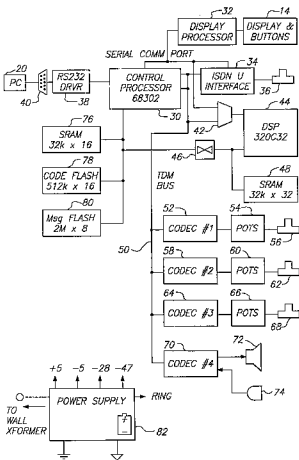 32
14
DISPLAY
PROCESSOR
DISPLAY
& BUTTONS
SERIAL COMM PORT
34
20
PC
RS232
DRVR
CONTROL
PROCESSOR
68302
ISDN U
INTERFACE
36
40
38
30
42
44
76
SRAM
32k x 16
DSP
320C32
78
CODE FLASH
512k x 16
46
48
TDM
BUS
SRAM
32k x 32
80
Msg FLASH
2M x 8
52
54
CODEC #1
POTS
56
50
58
60
CODEC #2
POTS
62
64
66
CODEC #3
POTS
68
70
72
CODEC #4
74
+5 -5 -28 -47
POWER SUPPLY
RING
TO
WALL
XFORMER
82